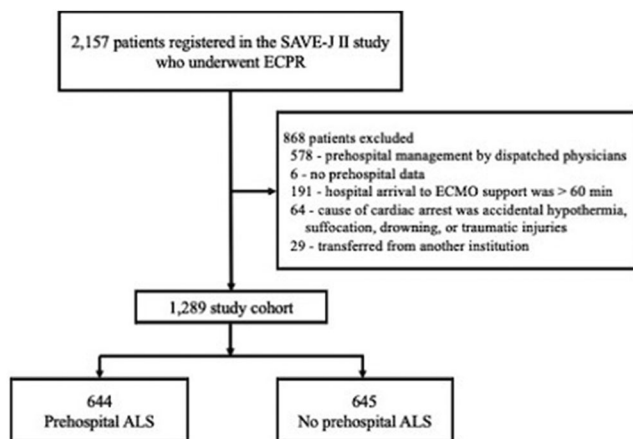 2,157 patients registered in the SAVE-J II study
who underwent ECPR
868 patients excluded
578 - prehospital management by dispatched physicians
6 - no prehospital data
191 - hospital arrival to ECMO support was > 60 min
64 - cause of cardiac arrest was accidental hypothermia,
suffocation, drowning, or traumatic injuries
29 - transferred from another institution
1,289 study cohort
644
Prehospital ALS
645
No prehospital ALS